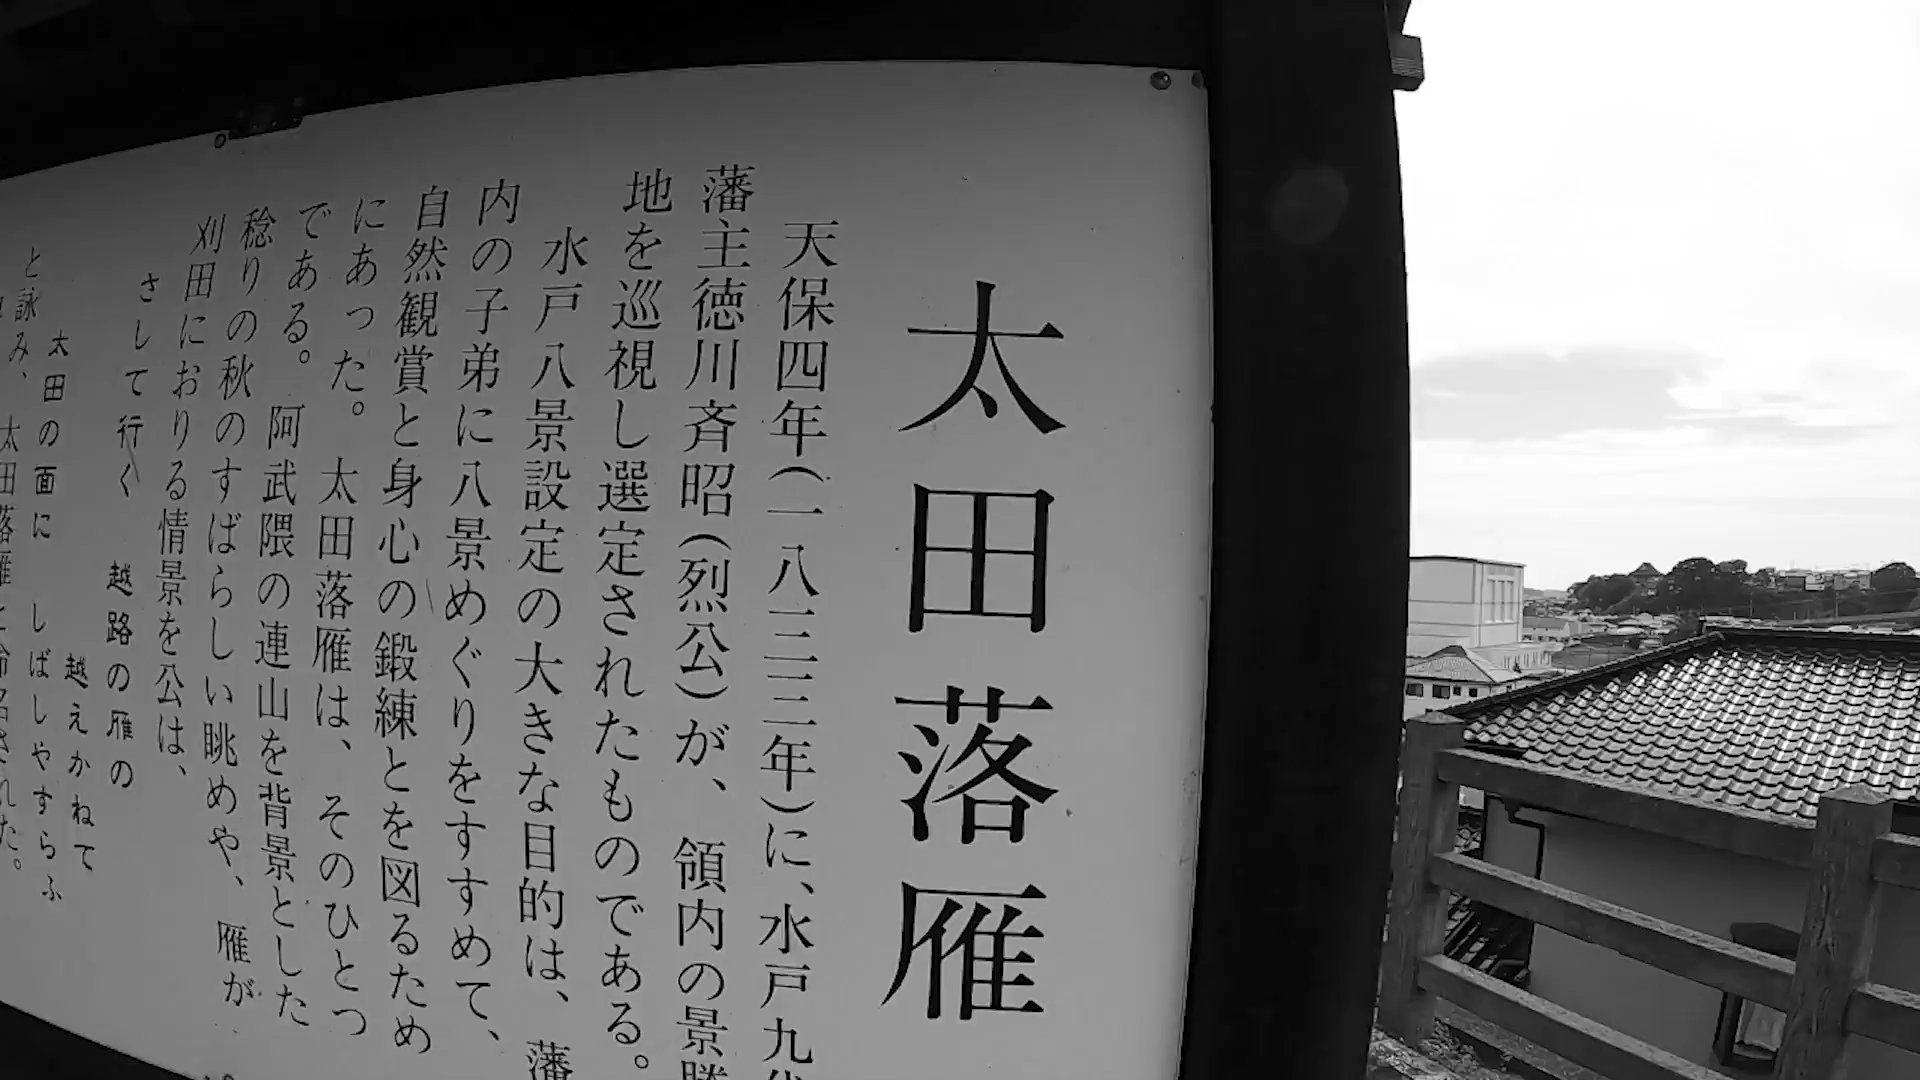 太田落雁
天保四年(一八三三年)に、水戸九代
藩主徳川斉昭(烈公)が、領内の景勝
地を巡視し選定されたものである。
水戸八景設定の大きな目的は、藩
内の子弟に八景めぐりをすすめて、
自然観賞と身心の鍛練とを図るため
にあった。太田落雁は、そのひとつ
である。阿武隈の連山を背景とした
稔りの秋のすばらしい眺めや、雁が
刈田におりる情景を公は、
さして行く 越路の雁の
越えかねて
太田の面に しばしやすらふ
と詠み、太田落雁と命名された。